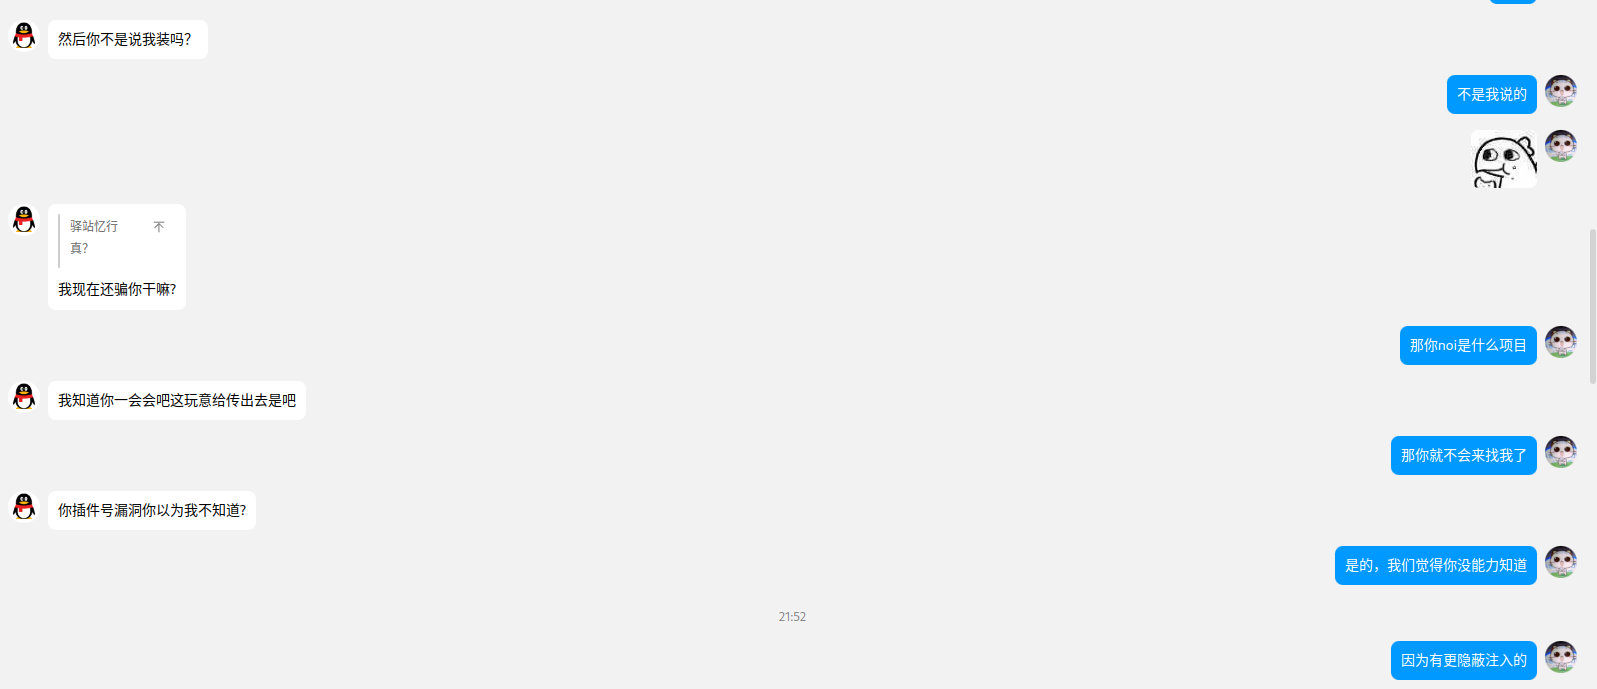 然后你不是说我装吗?
不是我说的
驿站忆行 不
真?
我现在还骗你干嘛?
那你noi是什么项目
我知道你一会会吧这玩意给传出去是吧
那你就不会来找我了
你插件号漏洞你以为我不知道?
是的，我们觉得你没能力知道
21:52
因为有更隐蔽注入的